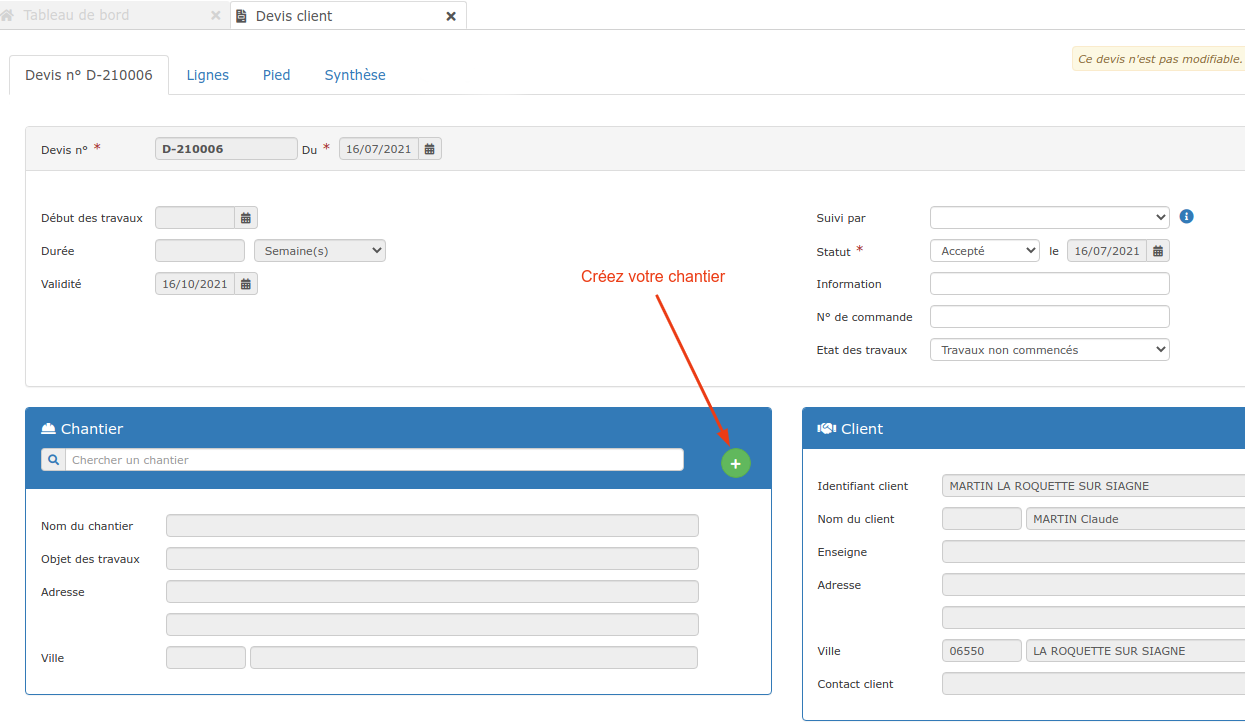 Tableau de bord
Devis client
Ce devis n'est pas modifiable.
Devis n° D-210006
Lignes
Pied
Synthèse
Devis n° * D-210006 Du * 16/07/2021
Début des travaux
Durée Semaine(s)
Validité 16/10/2021
Suivi par
Statut * Accepté le 16/07/2021
Information
N° de commande
Etat des travaux Travaux non commencés
Créez votre chantier
Chantier
Chercher un chantier
Nom du chantier
Objet des travaux
Adresse
Ville
Client
Identifiant client MARTIN LA ROQUETTE SUR SIAGNE
Nom du client MARTIN Claude
Enseigne
Adresse
Ville 06550 LA ROQUETTE SUR SIAGNE
Contact client